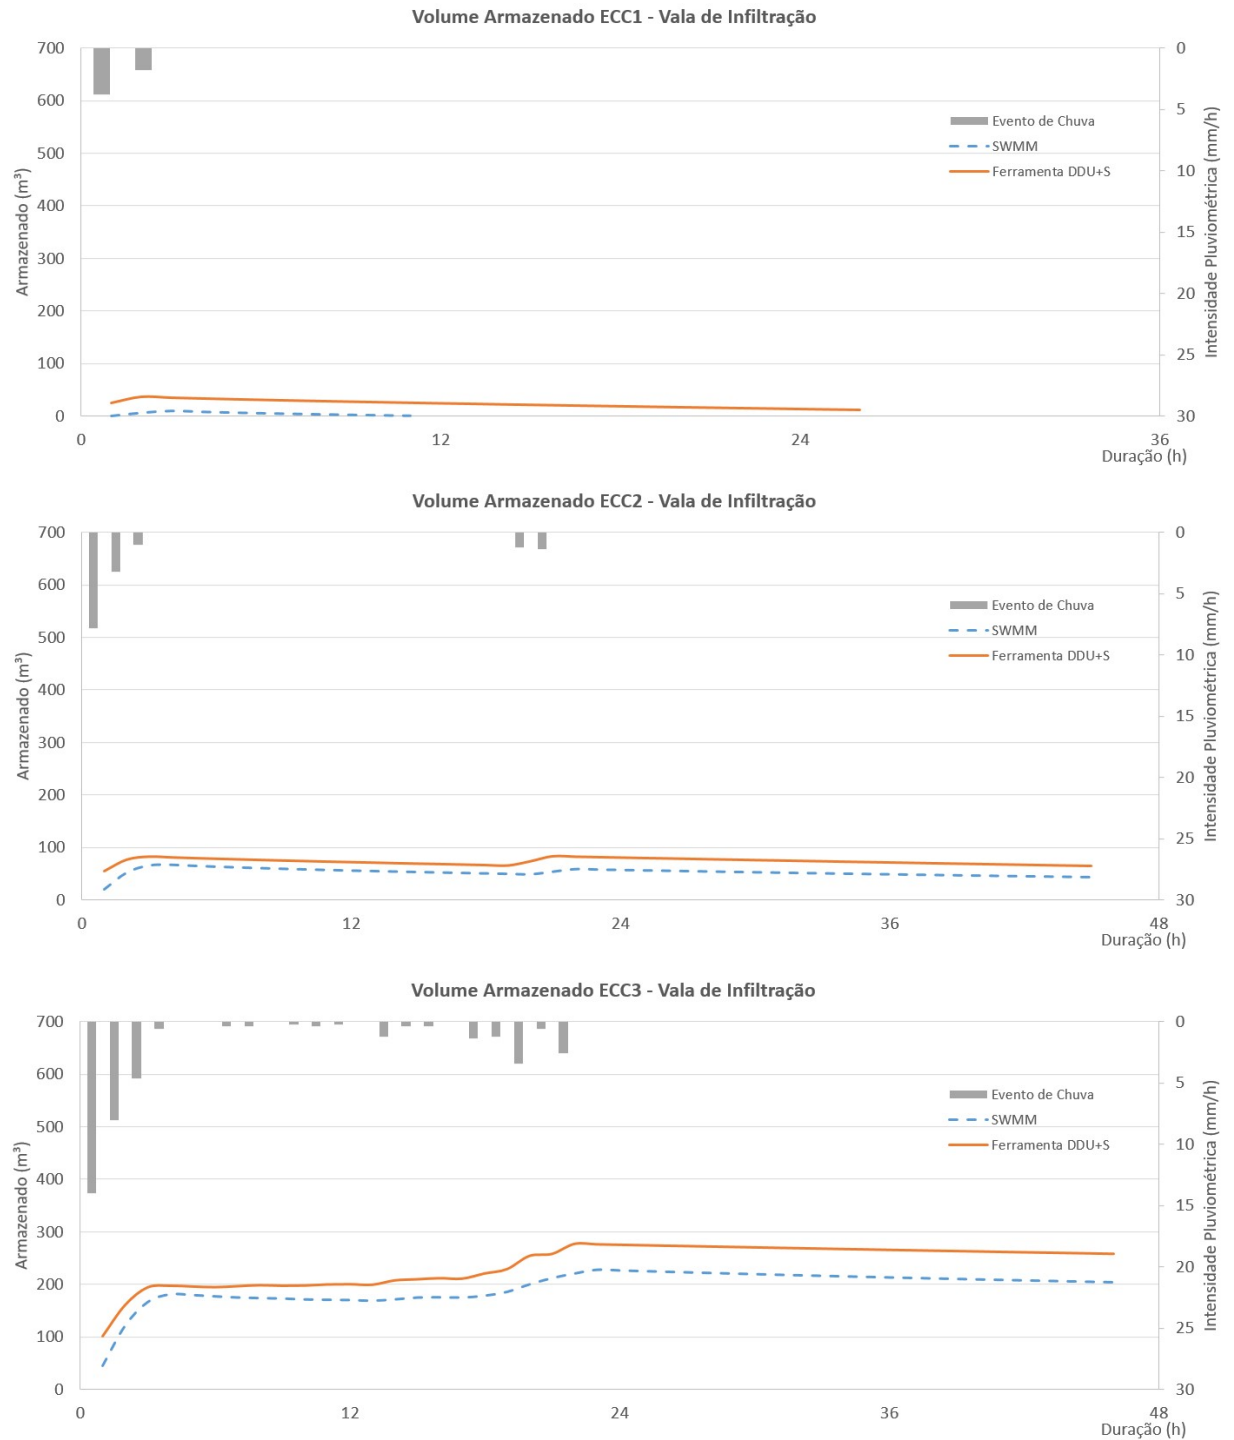 Volume Armazenado ECC1 - Vala de Infiltração
700
600
500
400
300
200
100
0
Armazenado (m³)
0
5
10
15
20
25
30
Intensidade Pluviométrica (mm/h)
Evento de Chuva
SWMM
Ferramenta DDU+S
0 12 24 36
Duração (h)
Volume Armazenado ECC2 - Vala de Infiltração
700
600
500
400
300
200
100
0
Armazenado (m³)
0
5
10
15
20
25
30
Intensidade Pluviométrica (mm/h)
Evento de Chuva
SWMM
Ferramenta DDU+S
0 12 24 36 48
Duração (h)
Volume Armazenado ECC3 - Vala de Infiltração
700
600
500
400
300
200
100
0
Armazenado (m³)
0
5
10
15
20
25
30
Intensidade Pluviométrica (mm/h)
Evento de Chuva
SWMM
Ferramenta DDU+S
0 12 24 36 48
Duração (h)